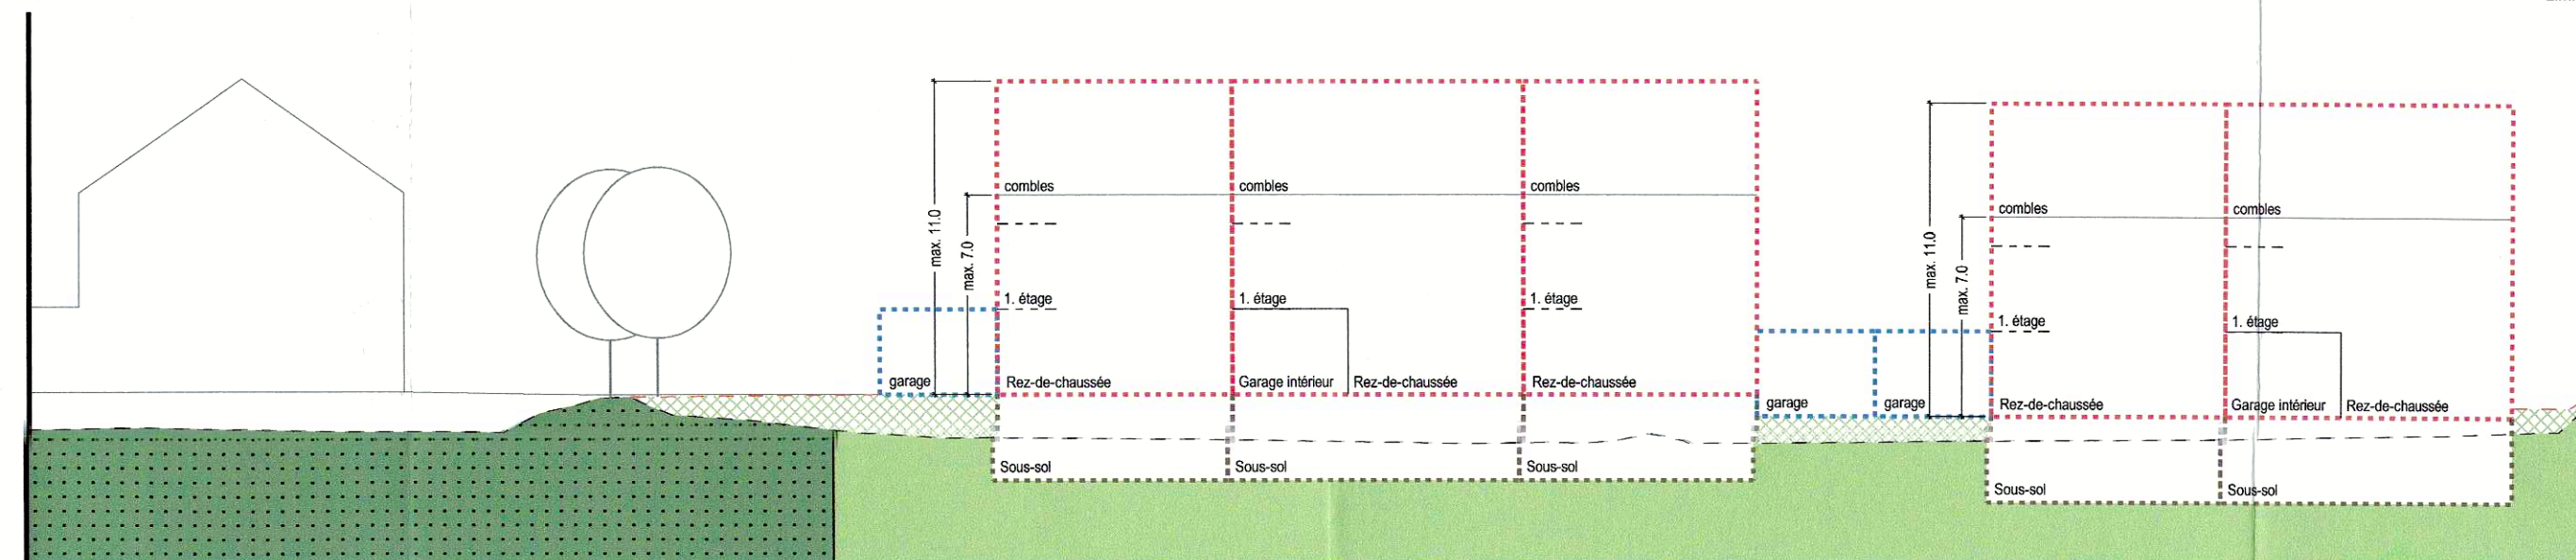 max. 11.0
max. 7.0
combles
combles
combles
1. étage
1. étage
1. étage
garage
Rez-de-chaussée
Garage intérieur
Rez-de-chaussée
Rez-de-chaussée
Sous-sol
Sous-sol
Sous-sol
garage
garage
max. 11.0
max. 7.0
combles
combles
1. étage
1. étage
Rez-de-chaussée
Garage intérieur
Rez-de-chaussée
Sous-sol
Sous-sol